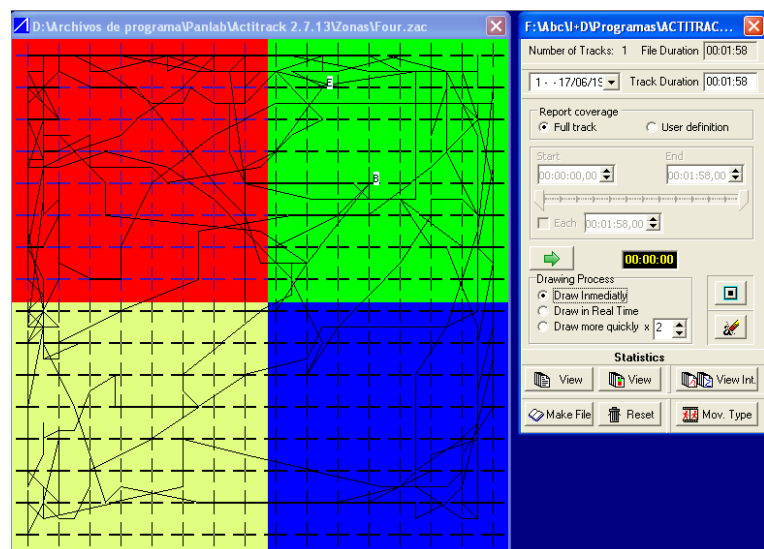 D:\Archivos de programa\Panlab\Actitrack 2.7.13\Zonas\Four.zac
E
B
F:\Abc\I+D\Programas\ACTITRAC...
Number of Tracks: 1 File Duration 00:01:58
1 - -17/06/19 Track Duration 00:01:58
Report coverage
Full track User definition
Start End
00:00:00,00 00:01:58,00
Each 00:01:58,00
00:00:00
Drawing Process
Draw Inmediatly
Draw in Real Time
Draw more quickly x 2
Statistics
View View View Int.
Make File Reset Mov. Type